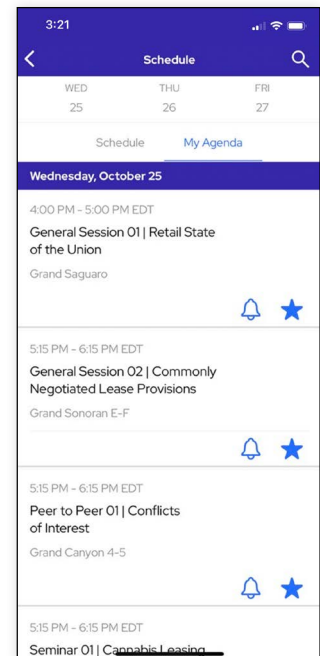 3:21
Schedule
WED THU FRI
25 26 27
Schedule My Agenda
Wednesday, October 25
4:00 PM - 5:00 PM EDT
General Session 01 | Retail State
of the Union
Grand Saguaro
5:15 PM - 6:15 PM EDT
General Session 02 | Commonly
Negotiated Lease Provisions
Grand Sonoran E-F
5:15 PM - 6:15 PM EDT
Peer to Peer 01 | Conflicts
of Interest
Grand Canyon 4-5
5:15 PM - 6:15 PM EDT
Seminar 01 | Cannabis Leasing